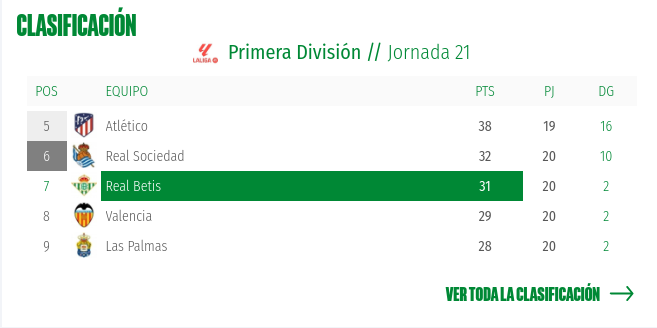 CLASIFICACIÓN
LALIGA Primera División // Jornada 21
POS EQUIPO PTS PJ DG
5 Atlético 38 19 16
6 Real Sociedad 32 20 10
7 Real Betis 31 20 2
8 Valencia 29 20 2
9 Las Palmas 28 20 2
VER TODA LA CLASIFICACIÓN